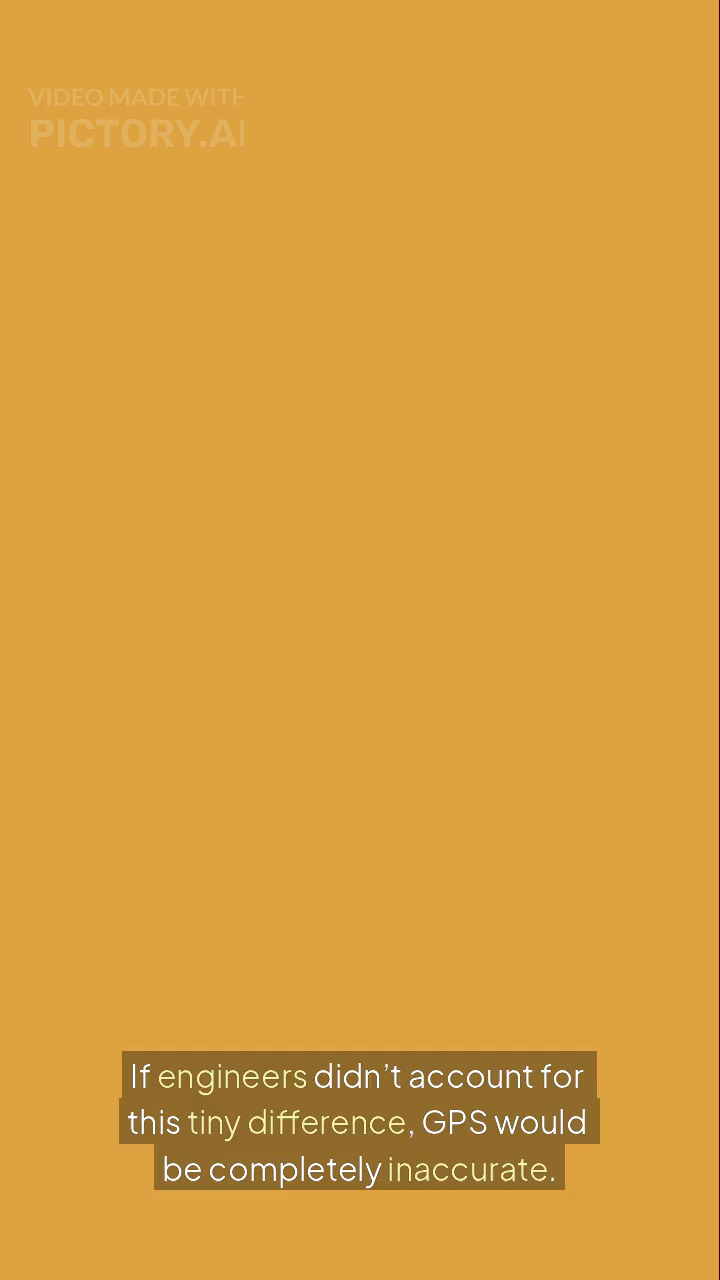 VIDEO MADE WITH
PICTORY.AI
If engineers didn’t account for
this tiny difference, GPS would
be completely inaccurate.